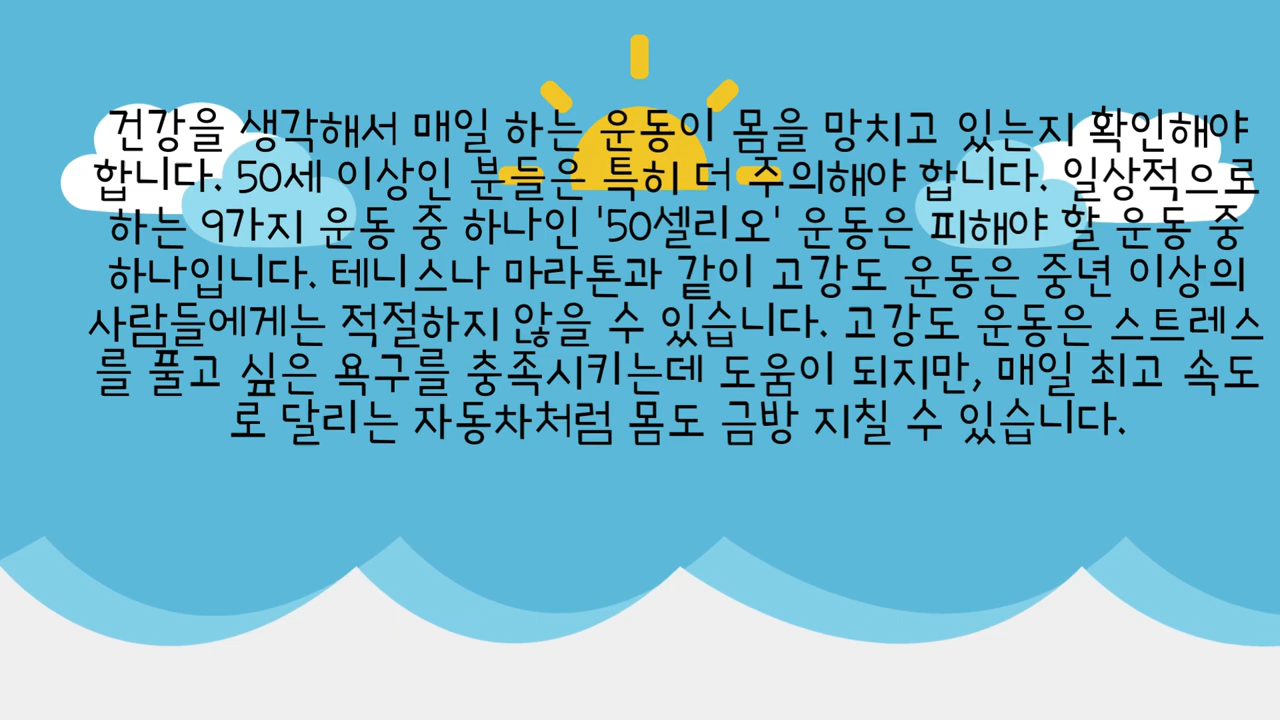 건강을 생각해서 매일 하는 운동이 몸을 망치고 있는지 확인해야
합니다. 50세 이상인 분들은 특히 더 주의해야 합니다. 일상적으로
하는 9가지 운동 중 하나인 '50셀리오' 운동은 피해야 할 운동 중
하나입니다. 테니스나 마라톤과 같이 고강도 운동은 중년 이상의
사람들에게는 적절하지 않을 수 있습니다. 고강도 운동은 스트레스
를 풀고 싶은 욕구를 충족시키는데 도움이 되지만, 매일 최고 속도
로 달리는 자동차처럼 몸도 금방 지칠 수 있습니다.